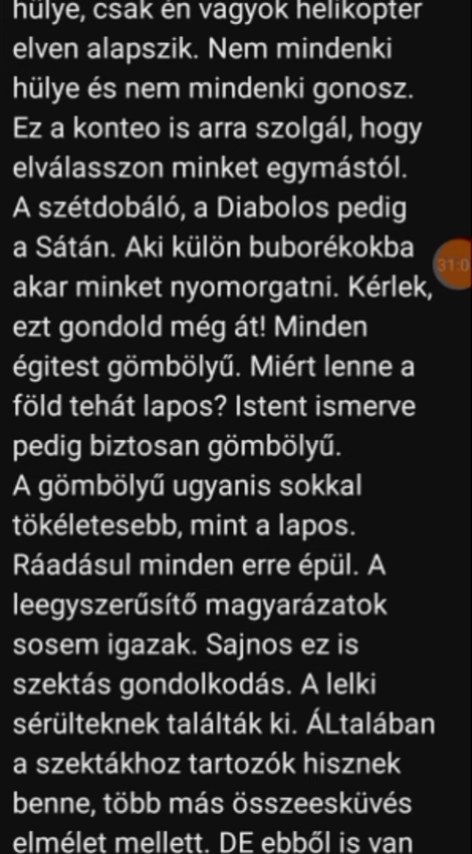 hülye, csak én vagyok helikopter
elven alapszik. Nem mindenki
hülye és nem mindenki gonosz.
Ez a konteo is arra szolgál, hogy
elválasszon minket egymástól.
A szétdobáló, a Diabolos pedig
a Sátán. Aki külön buborékokba
akar minket nyomorgatni. Kérlek,
ezt gondold még át! Minden
égitest gömbölyű. Miért lenne a
föld tehát lapos? Istent ismerve
pedig biztosan gömbölyű.
A gömbölyű ugyanis sokkal
tökéletesebb, mint a lapos.
Ráadásul minden erre épül. A
leegyszerűsítő magyarázatok
sosem igazak. Sajnos ez is
szektás gondolkodás. A lelki
sérülteknek találták ki. ÁLtalában
a szektákhoz tartozók hisznek
benne, több más összeesküvés
elmélet mellett. DE ebből is van